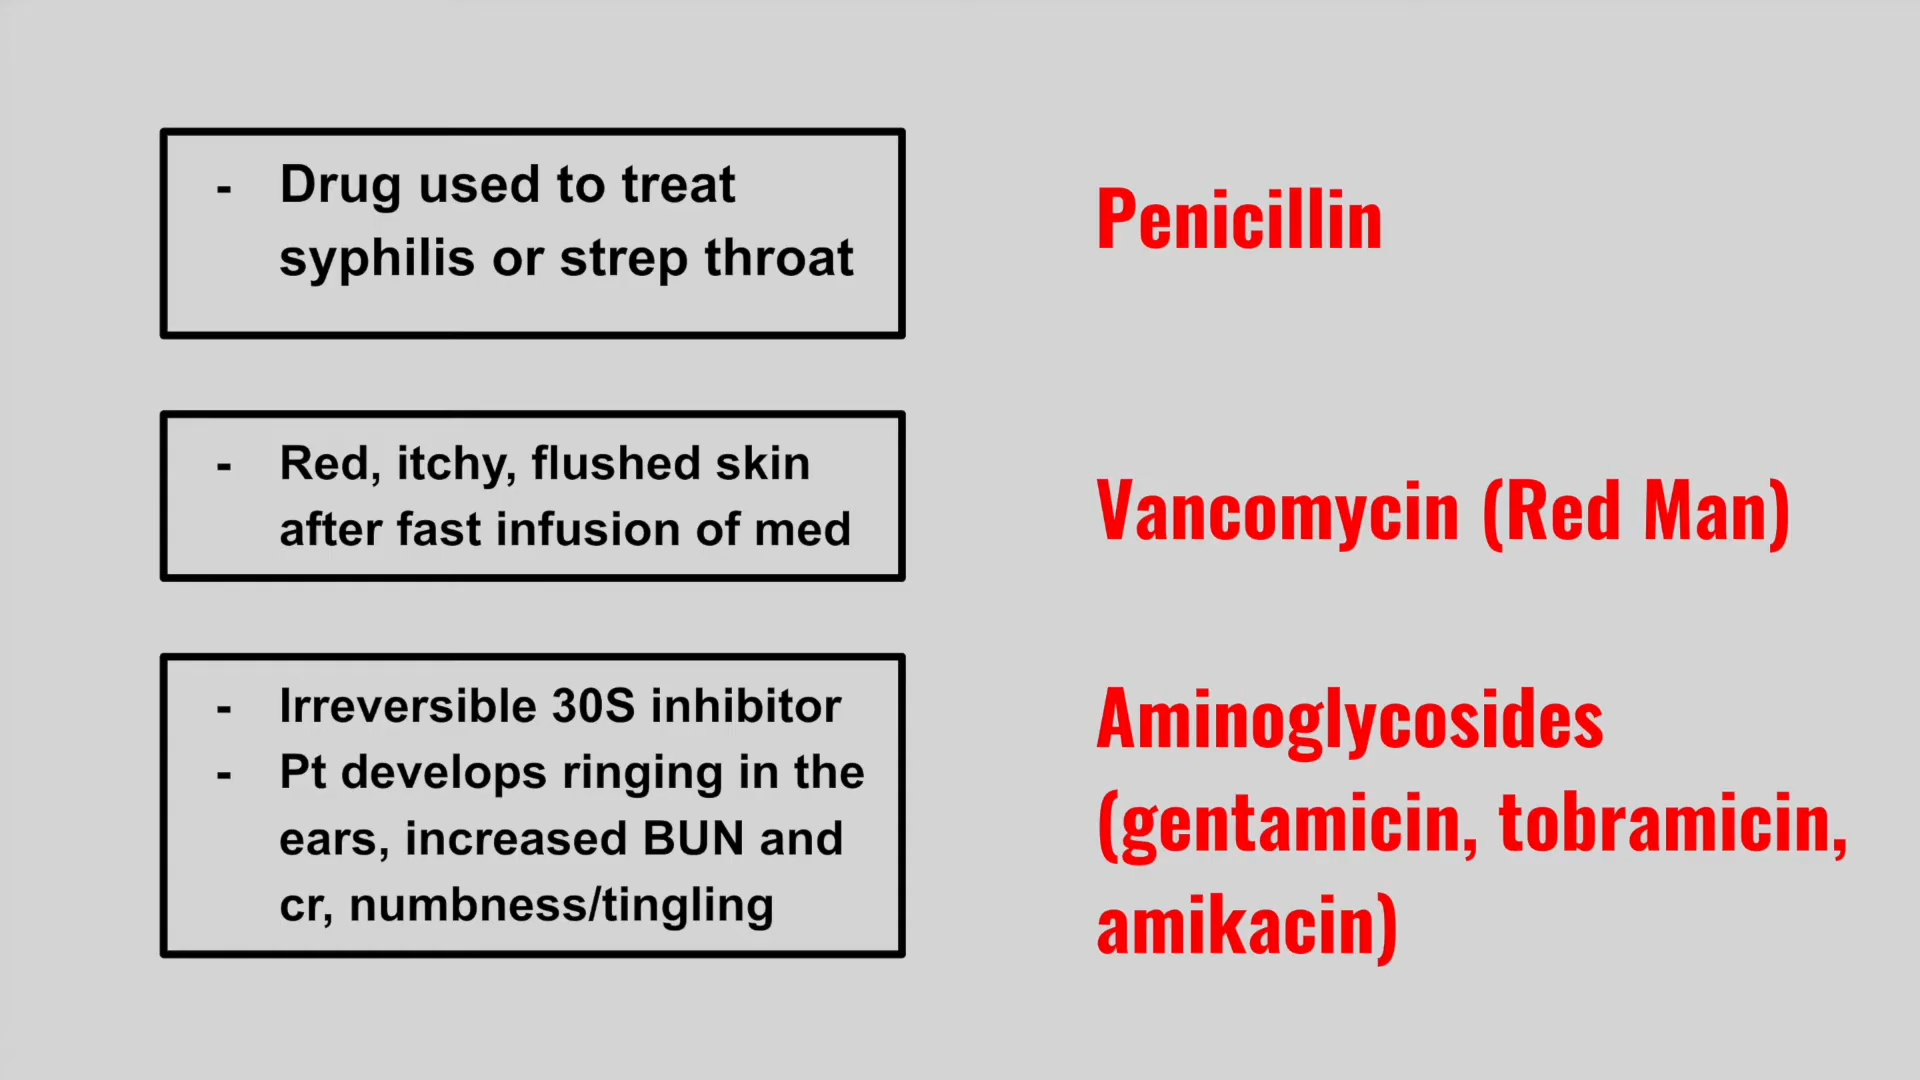 - Drug used to treat
syphilis or strep throat
Penicillin
- Red, itchy, flushed skin
after fast infusion of med
Vancomycin (Red Man)
- Irreversible 30S inhibitor
- Pt develops ringing in the
ears, increased BUN and
cr, numbness/tingling
Aminoglycosides
(gentamicin, tobramicin,
amikacin)